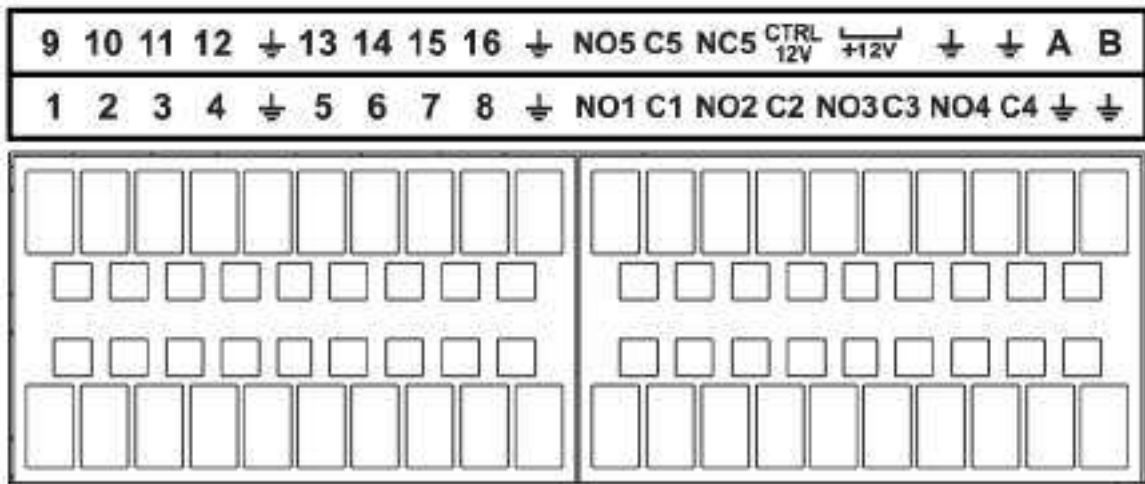 9 10 11 12 ⏚ 13 14 15 16 ⏚ NO5 C5 NC5 CTRL 12V +12V ⏚ ⏚ A B
1 2 3 4 ⏚ 5 6 7 8 ⏚ NO1 C1 NO2 C2 NO3 C3 NO4 C4 ⏚ ⏚